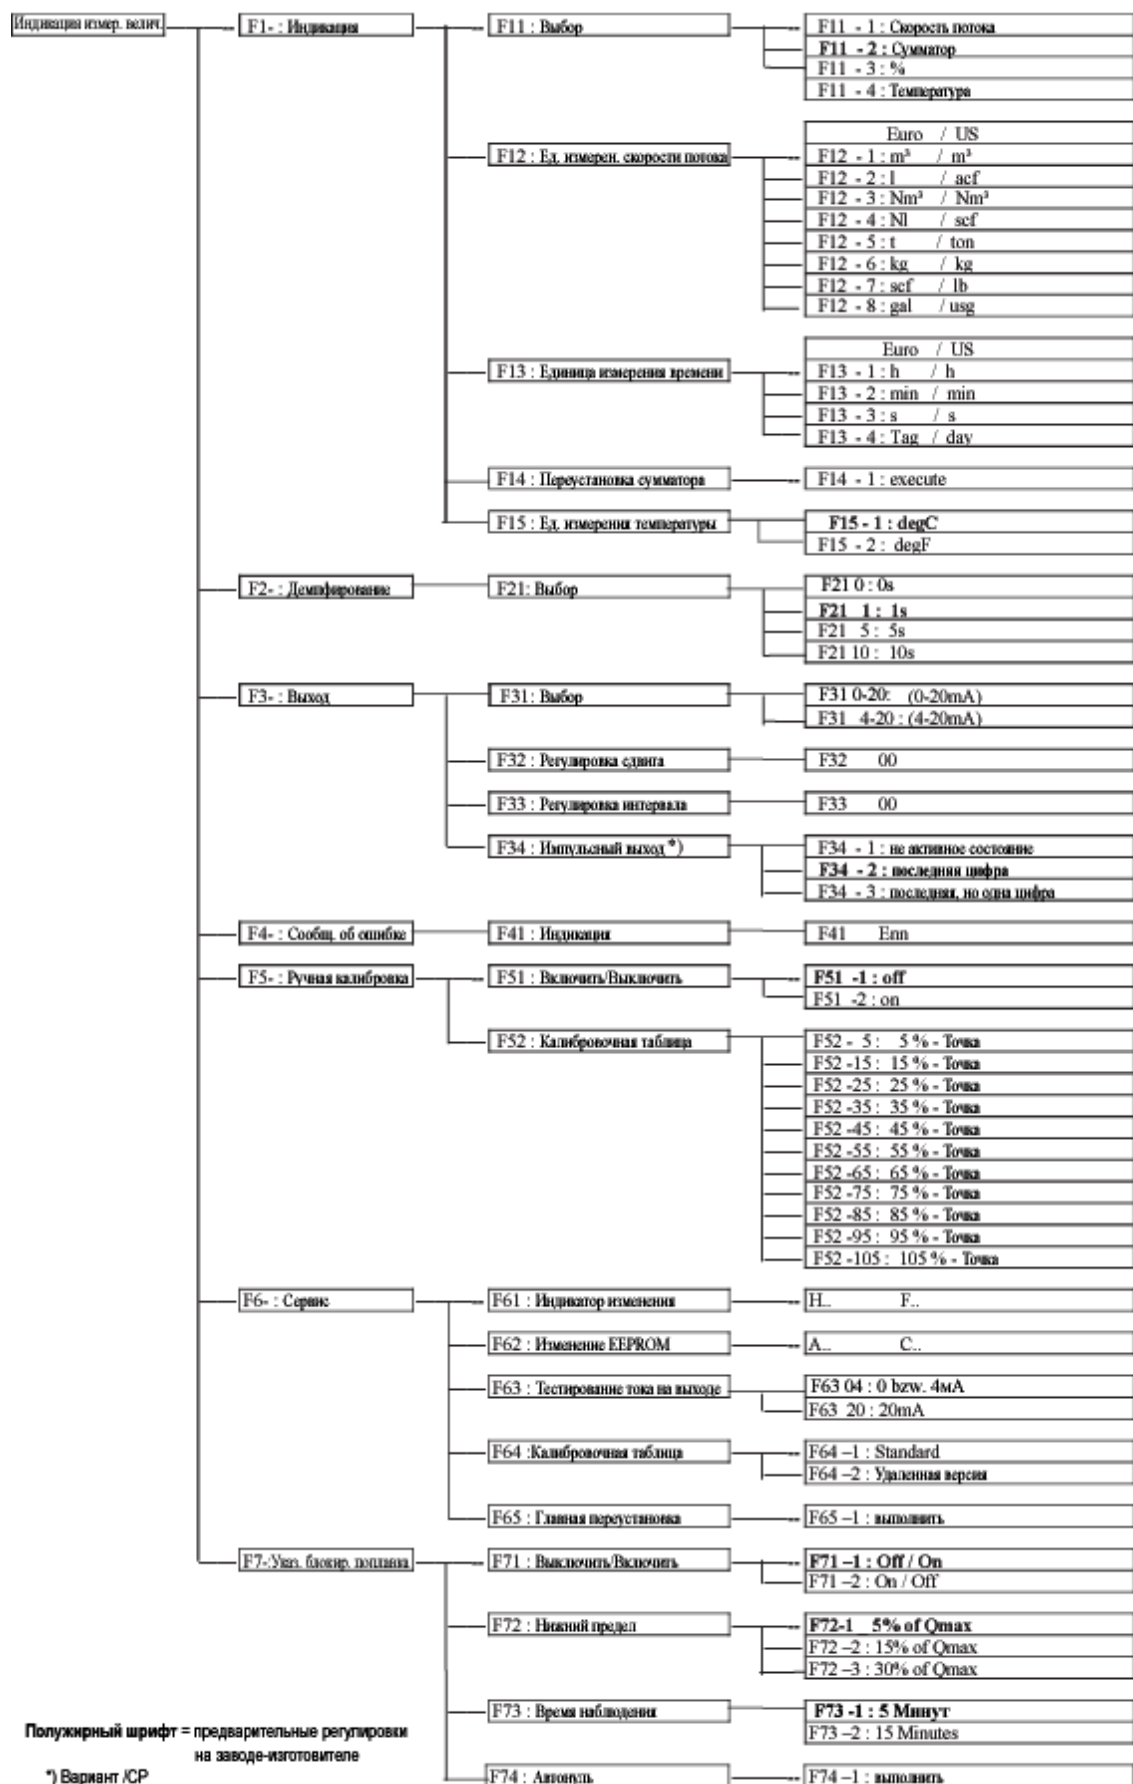 Индикация измер. велич.
F1- : Индикация
F11 : Выбор
F11 - 1 : Скорость потока
F11 - 2 : Сумматор
F11 - 3 : %
F11 - 4 : Температура
F12 : Ед. измерен. скорости потока
Euro / US
F12 - 1 : m³ / m³
F12 - 2 : l / acf
F12 - 3 : Nm³ / Nm³
F12 - 4 : Nl / scf
F12 - 5 : t / ton
F12 - 6 : kg / kg
F12 - 7 : scf / lb
F12 - 8 : gal / usg
F13 : Единица измерения времени
Euro / US
F13 - 1 : h / h
F13 - 2 : min / min
F13 - 3 : s / s
F13 - 4 : Tag / day
F14 : Переустановка сумматора
F14 - 1 : execute
F15 : Ед. измерения температуры
F15 - 1 : degC
F15 - 2 : degF
F2- : Демпфирование
F21: Выбор
F21 0 : 0s
F21 1 : 1s
F21 5 : 5s
F21 10 : 10s
F3- : Выход
F31: Выбор
F31 0-20: (0-20mA)
F31 4-20 : (4-20mA)
F32 : Регулировка сдвига
F32 00
F33 : Регулировка интервала
F33 00
F34 : Импульсный выход *)
F34 - 1 : не активное состояние
F34 - 2 : последняя цифра
F34 - 3 : последняя, но одна цифра
F4- : Сообщ. об ошибке
F41 : Индикация
F41 Enn
F5- : Ручная калибровка
F51 : Включить/Выключить
F51 -1 : off
F51 -2 : on
F52 : Калибровочная таблица
F52 - 5 : 5 % - Точка
F52 -15 : 15 % - Точка
F52 -25 : 25 % - Точка
F52 -35 : 35 % - Точка
F52 -45 : 45 % - Точка
F52 -55 : 55 % - Точка
F52 -65 : 65 % - Точка
F52 -75 : 75 % - Точка
F52 -85 : 85 % - Точка
F52 -95 : 95 % - Точка
F52 -105 : 105 % - Точка
F6- : Сервис
F61 : Индикатор изменения
H.. F..
F62 : Изменение EEPROM
A.. C..
F63 : Тестирование тока на выходе
F63 04 : 0 bzw. 4мА
F63 20 : 20mA
F64 :Калибровочная таблица
F64 –1 : Standard
F64 –2 : Удаленная версия
F65 : Главная переустановка
F65 –1 : выполнить
F7-:Указ. блокир. поплавка
F71 : Выключить/Включить
F71 –1 : Off / On
F71 –2 : On / Off
F72 : Нижний предел
F72-1 5% of Qmax
F72 –2 : 15% of Qmax
F72 –3 : 30% of Qmax
F73 : Время наблюдения
F73 -1 : 5 Минут
F73 –2 : 15 Minutes
F74 : Автонуль
F74 –1 : выполнить
Полужирный шрифт = предварительные регулировки
на заводе-изготовителе
*) Вариант /CP